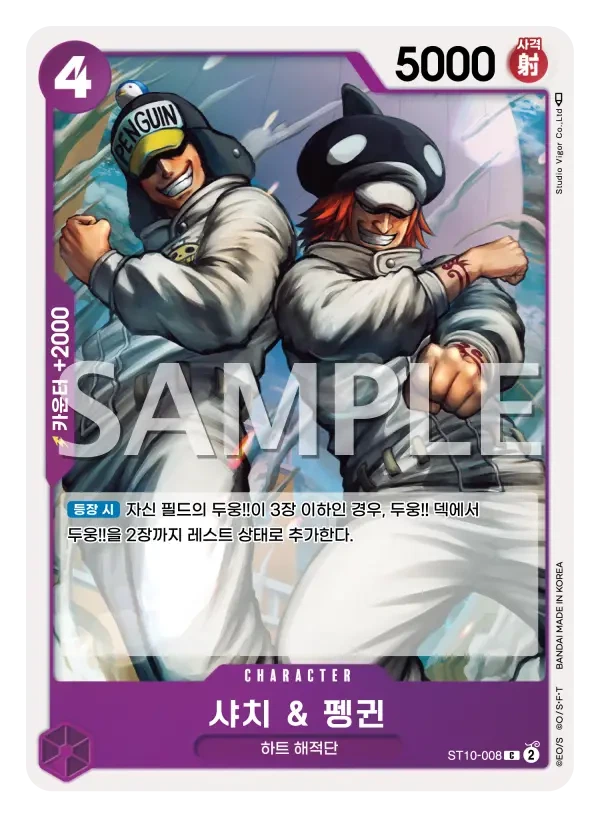 4
5000
사격
射
PENGUIN
Studio Vigor Co.,Ltd
카운터 +2000
SAMPLE
등장 시 자신 필드의 두웅!!이 3장 이하인 경우, 두웅!! 덱에서
두웅!!을 2장까지 레스트 상태로 추가한다.
BANDAI MADE IN KOREA
©EO/S ©O/S·F·T
CHARACTER
샤치 & 펭귄
하트 해적단
ST10-008 C 2